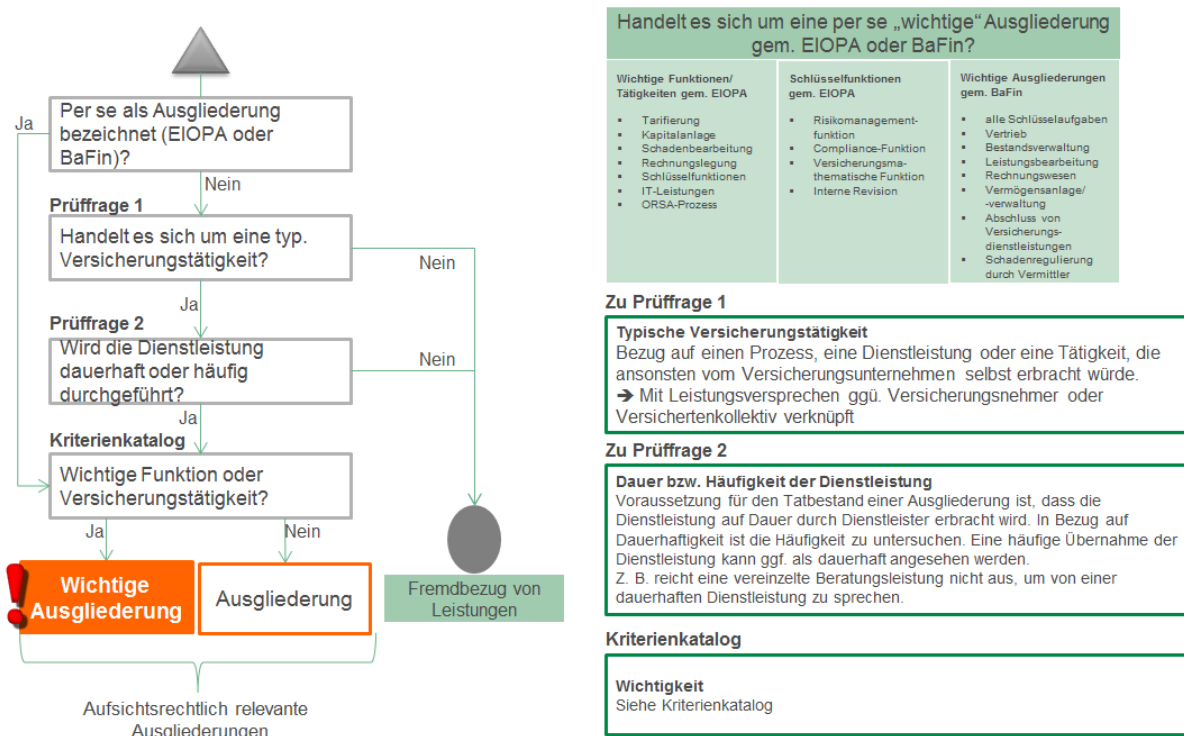 Per se als Ausgliederung
bezeichnet (EIOPA oder
BaFin)?
Ja
Nein
Prüffrage 1
Handelt es sich um eine typ.
Versicherungstätigkeit?
Nein
Ja
Prüffrage 2
Wird die Dienstleistung
dauerhaft oder häufig
durchgeführt?
Nein
Ja
Kriterienkatalog
Wichtige Funktion oder
Versicherungstätigkeit?
Ja
Nein
Wichtige
Ausgliederung
Ausgliederung
Fremdbezug von
Leistungen
Aufsichtsrechtlich relevante
Ausgliederungen
Handelt es sich um eine per se „wichtige“ Ausgliederung
gem. EIOPA oder BaFin?
Wichtige Funktionen/
Tätigkeiten gem. EIOPA
▪ Tarifierung
▪ Kapitalanlage
▪ Schadenbearbeitung
▪ Rechnungslegung
▪ Schlüsselfunktionen
▪ IT-Leistungen
▪ ORSA-Prozess
Schlüsselfunktionen
gem. EIOPA
▪ Risikomanagement-
funktion
▪ Compliance-Funktion
▪ Versicherungsma-
thematische Funktion
▪ Interne Revision
Wichtige Ausgliederungen
gem. BaFin
▪ alle Schlüsselaufgaben
▪ Vertrieb
▪ Bestandsverwaltung
▪ Leistungsbearbeitung
▪ Rechnungswesen
▪ Vermögensanlage/
-verwaltung
▪ Abschluss von
Versicherungs-
dienstleistungen
▪ Schadenregulierung
durch Vermittler
Zu Prüffrage 1
Typische Versicherungstätigkeit
Bezug auf einen Prozess, eine Dienstleistung oder eine Tätigkeit, die
ansonsten vom Versicherungsunternehmen selbst erbracht würde.
➔ Mit Leistungsversprechen ggü. Versicherungsnehmer oder
Versichertenkollektiv verknüpft
Zu Prüffrage 2
Dauer bzw. Häufigkeit der Dienstleistung
Voraussetzung für den Tatbestand einer Ausgliederung ist, dass die
Dienstleistung auf Dauer durch Dienstleister erbracht wird. In Bezug auf
Dauerhaftigkeit ist die Häufigkeit zu untersuchen. Eine häufige Übernahme der
Dienstleistung kann ggf. als dauerhaft angesehen werden.
Z. B. reicht eine vereinzelte Beratungsleistung nicht aus, um von einer
dauerhaften Dienstleistung zu sprechen.
Kriterienkatalog
Wichtigkeit
Siehe Kriterienkatalog